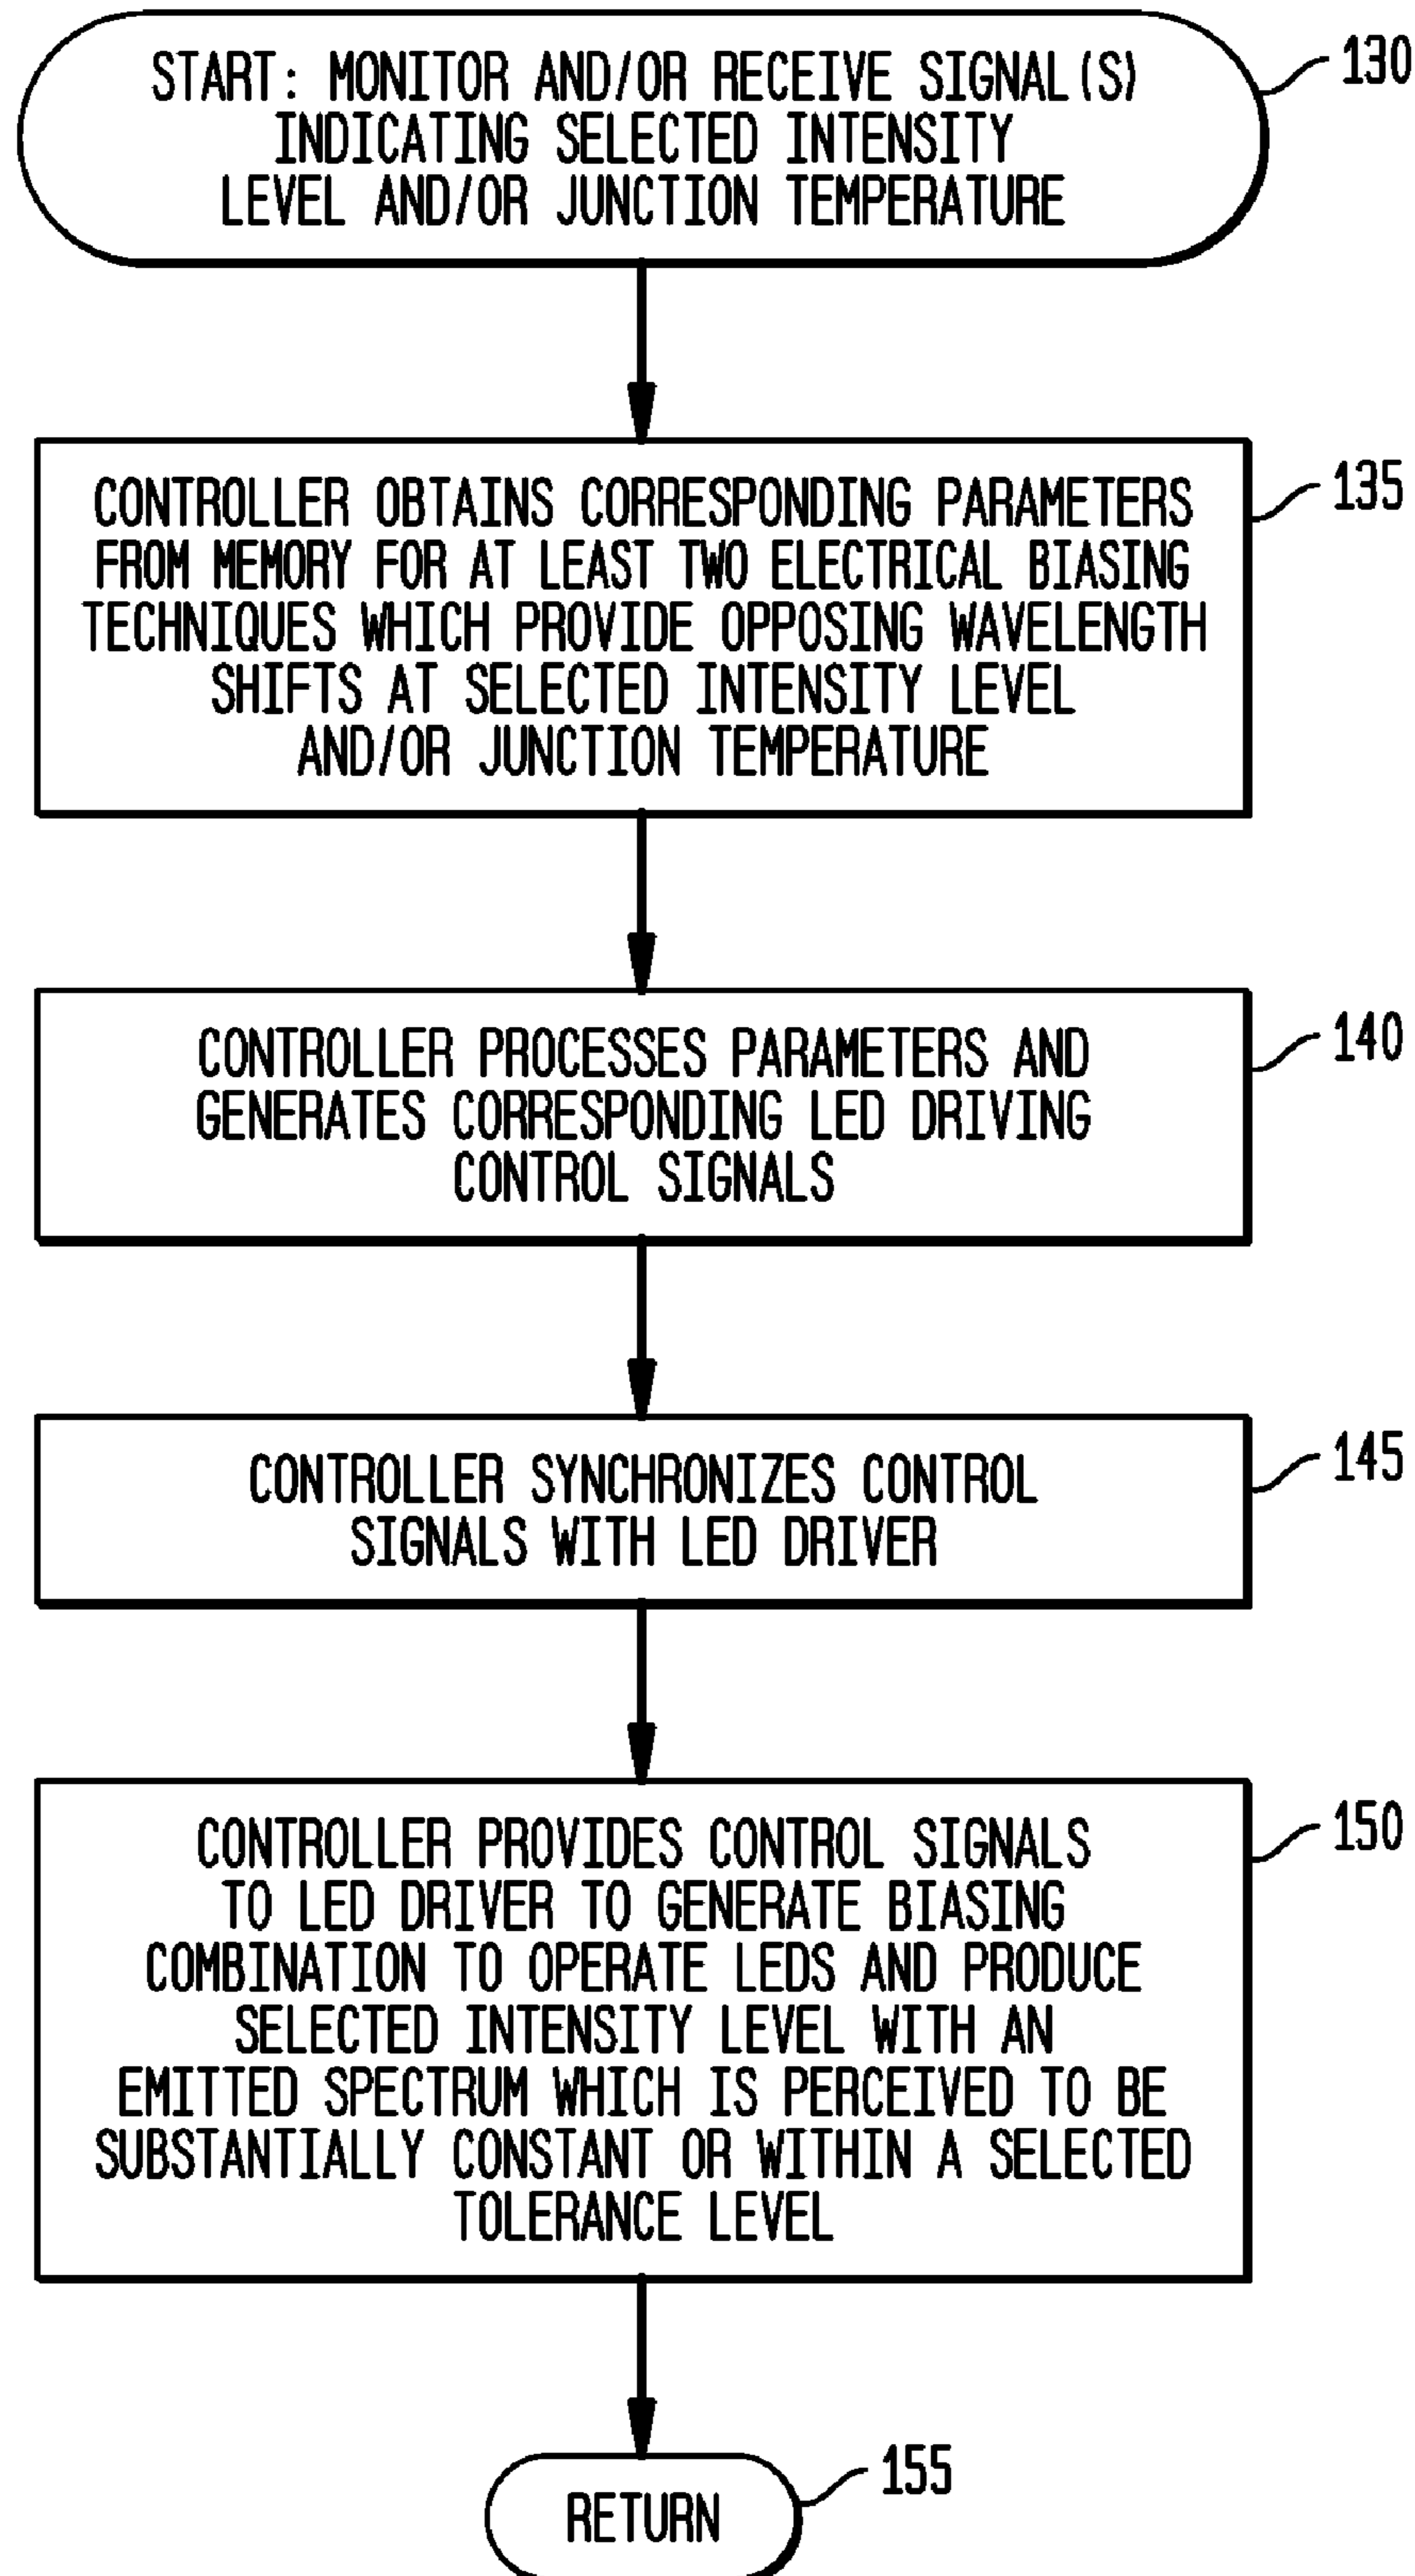 START: MONITOR AND/OR RECEIVE SIGNAL(S)
INDICATING SELECTED INTENSITY
LEVEL AND/OR JUNCTION TEMPERATURE
130
CONTROLLER OBTAINS CORRESPONDING PARAMETERS
FROM MEMORY FOR AT LEAST TWO ELECTRICAL BIASING
TECHNIQUES WHICH PROVIDE OPPOSING WAVELENGTH
SHIFTS AT SELECTED INTENSITY LEVEL
AND/OR JUNCTION TEMPERATURE
135
CONTROLLER PROCESSES PARAMETERS AND
GENERATES CORRESPONDING LED DRIVING
CONTROL SIGNALS
140
CONTROLLER SYNCHRONIZES CONTROL
SIGNALS WITH LED DRIVER
145
CONTROLLER PROVIDES CONTROL SIGNALS
TO LED DRIVER TO GENERATE BIASING
COMBINATION TO OPERATE LEDS AND PRODUCE
SELECTED INTENSITY LEVEL WITH AN
EMITTED SPECTRUM WHICH IS PERCEIVED TO BE
SUBSTANTIALLY CONSTANT OR WITHIN A SELECTED
TOLERANCE LEVEL
150
RETURN
155